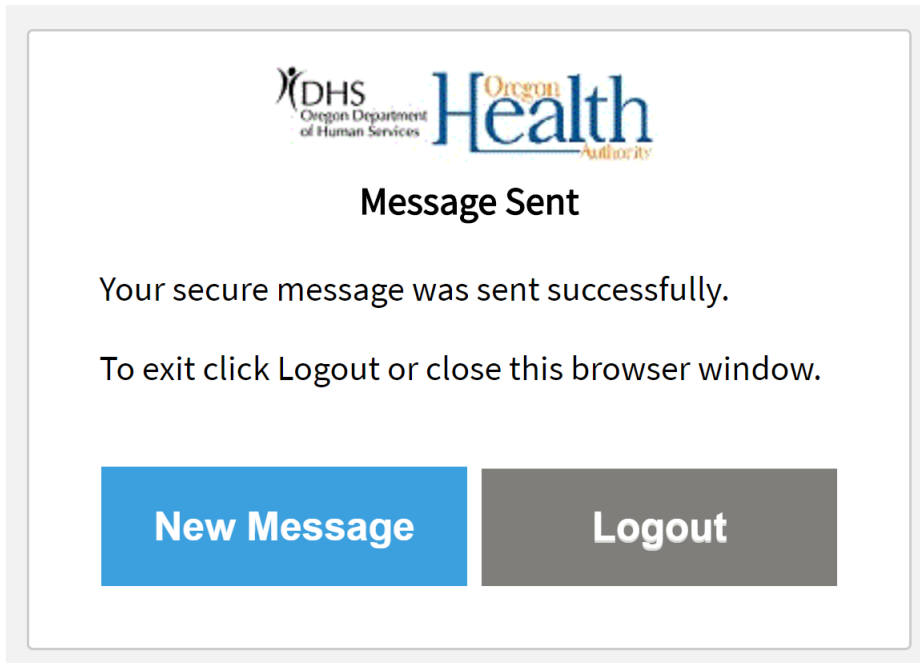 DHS
Oregon Department
of Human Services
Oregon
Health
Authority
Message Sent
Your secure message was sent successfully.
To exit click Logout or close this browser window.
New Message
Logout